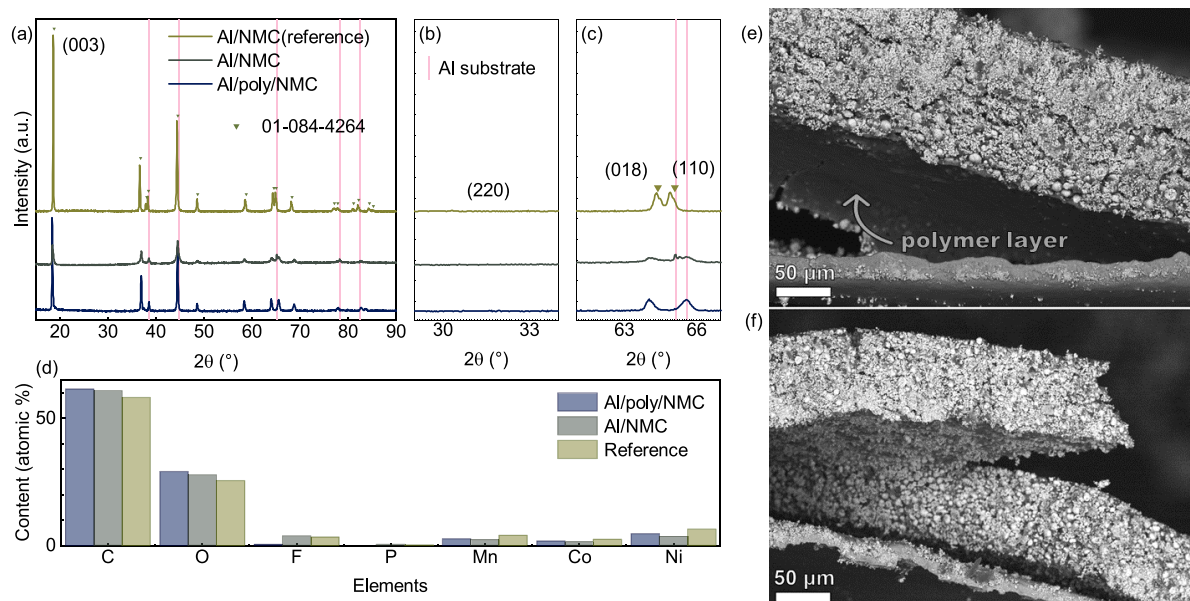 (a)
(003)
Al/NMC(reference)
Al/NMC
Al/poly/NMC
01-084-4264
Intensity (a.u.)
20 30 40 50 60 70 80 90
2θ (°)
(b)
Al substrate
(220)
30 33
2θ (°)
(c)
(018)
(110)
63 66
2θ (°)
(d)
Content (atomic %)
50
0
Al/poly/NMC
Al/NMC
Reference
C O F P Mn Co Ni
Elements
(e)
polymer layer
50 μm
(f)
50 μm